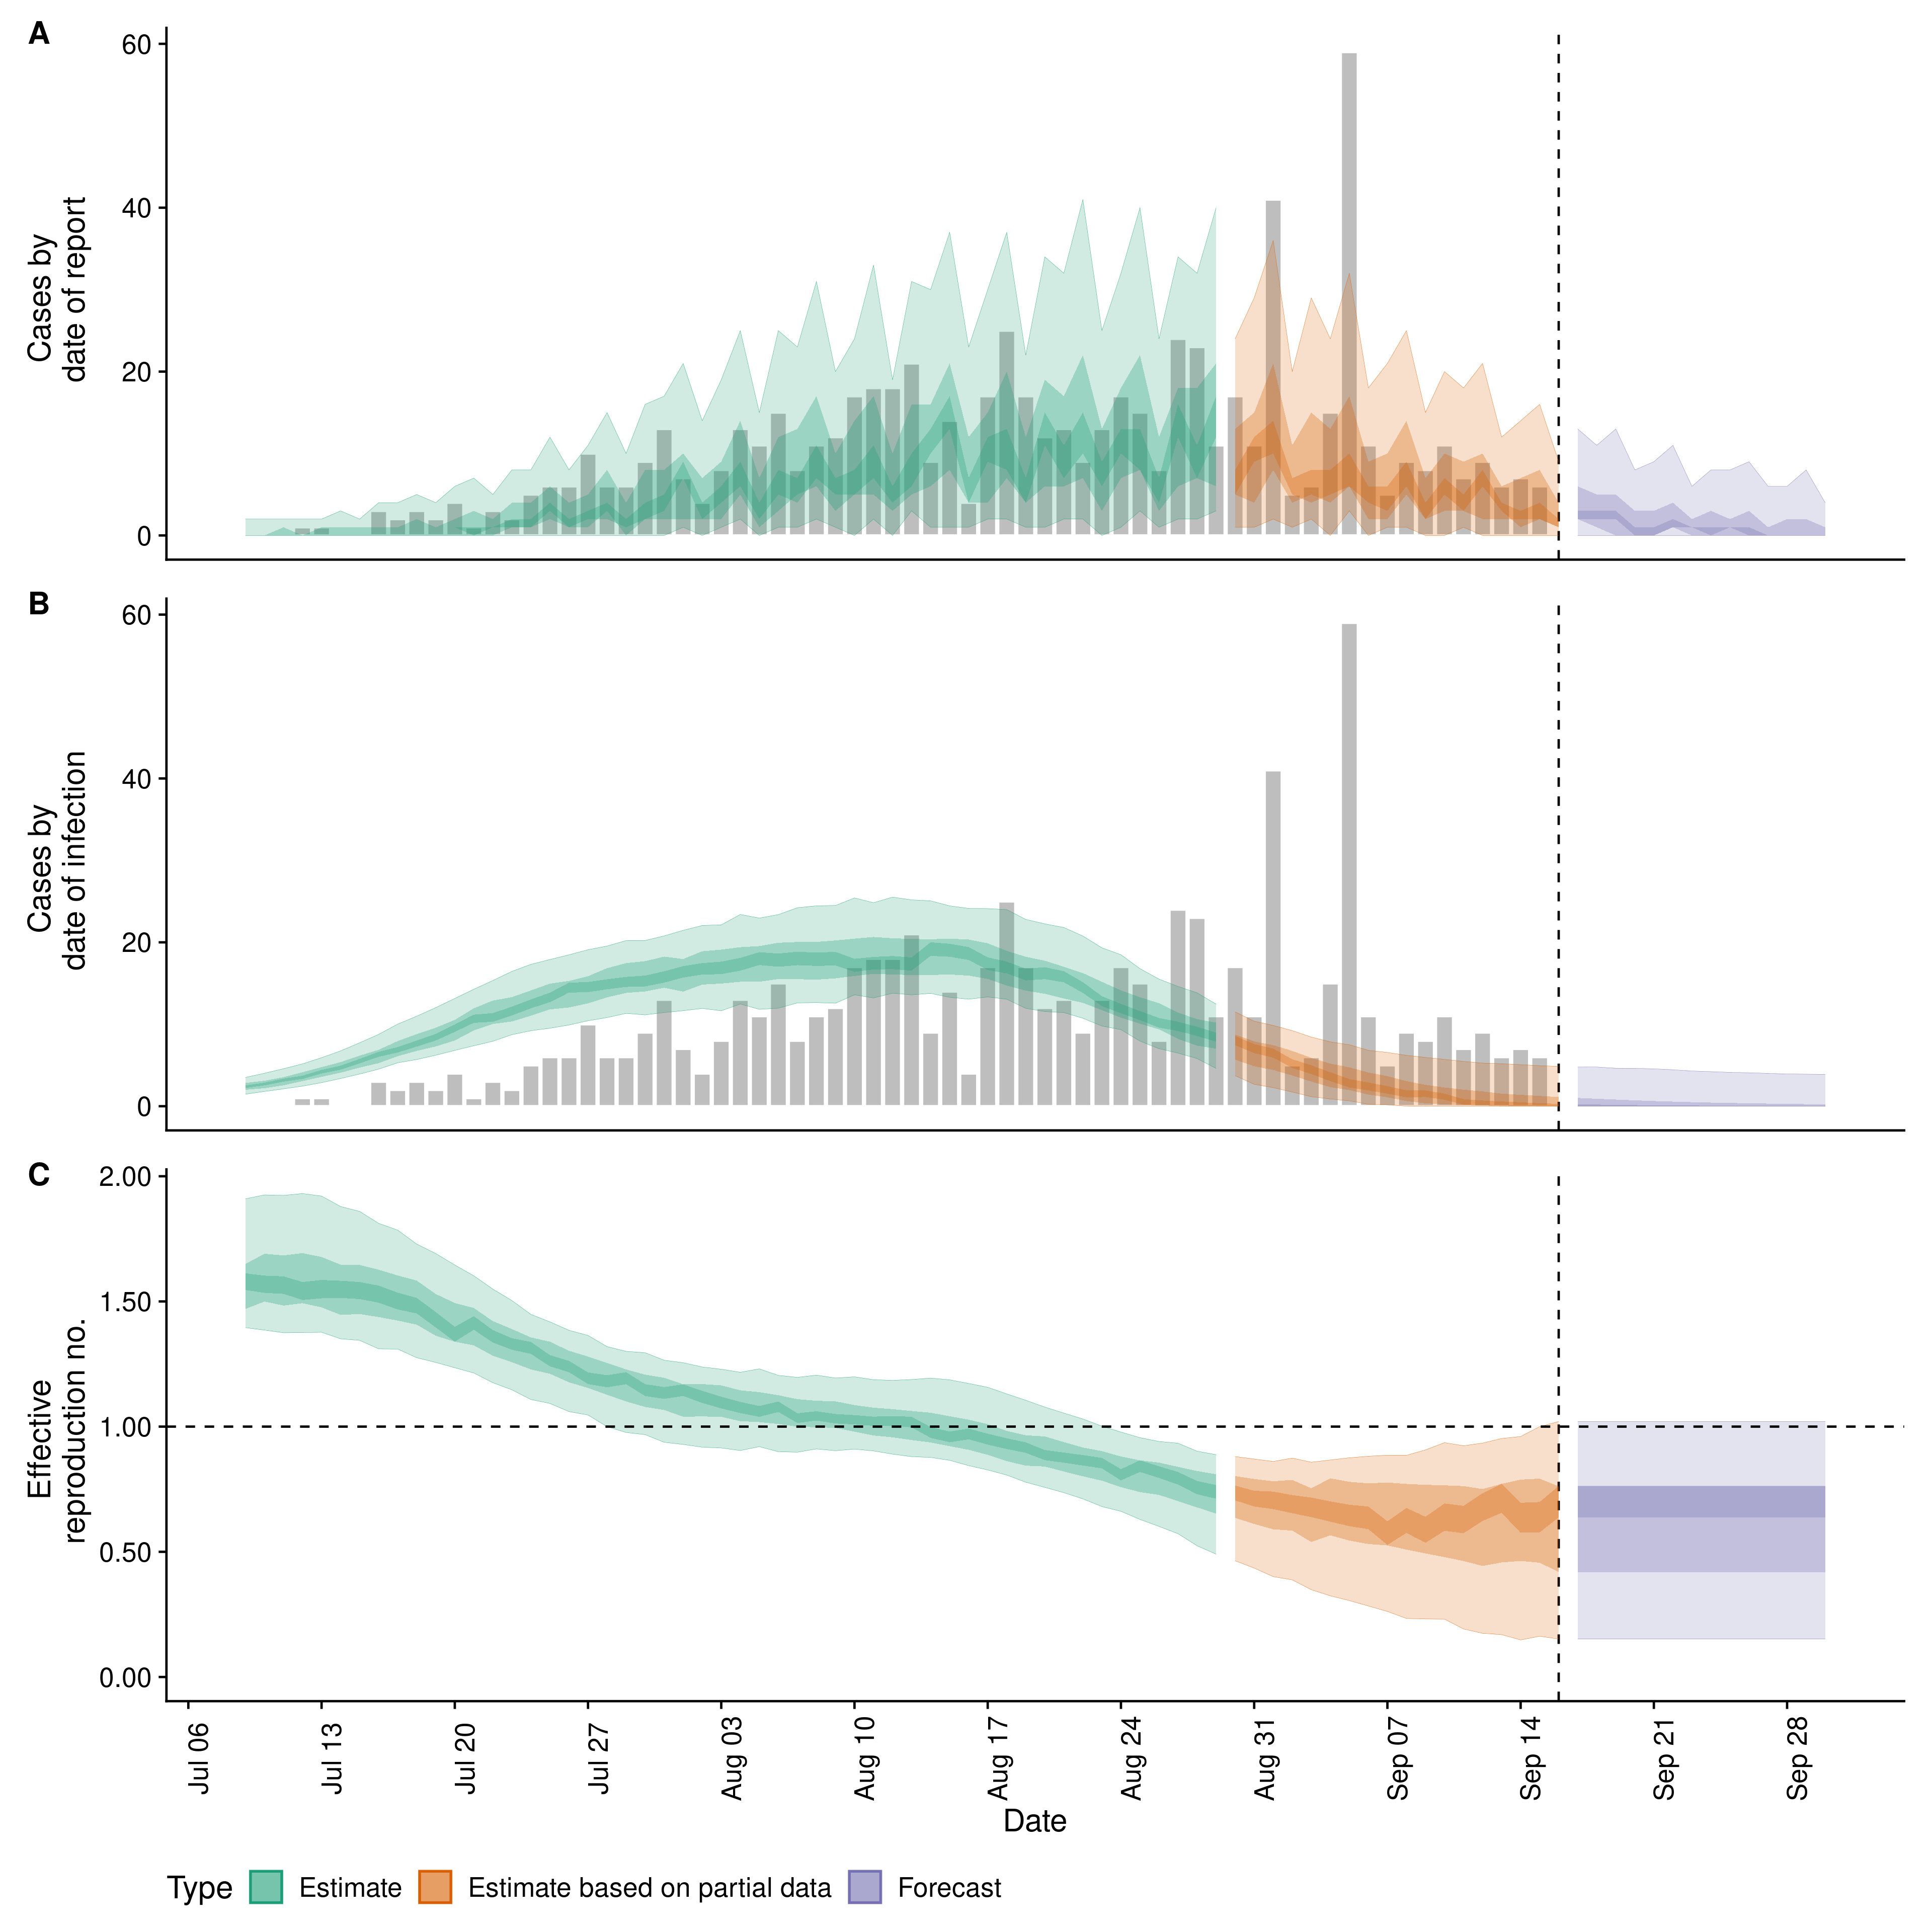 A
60
40
20
0
Cases by
date of report
B
60
40
20
0
Cases by
date of infection
C
2.00
1.50
1.00
0.50
0.00
Effective
reproduction no.
Jul 06
Jul 13
Jul 20
Jul 27
Aug 03
Aug 10
Aug 17
Aug 24
Aug 31
Sep 07
Sep 14
Sep 21
Sep 28
Date
Type Estimate Estimate based on partial data Forecast